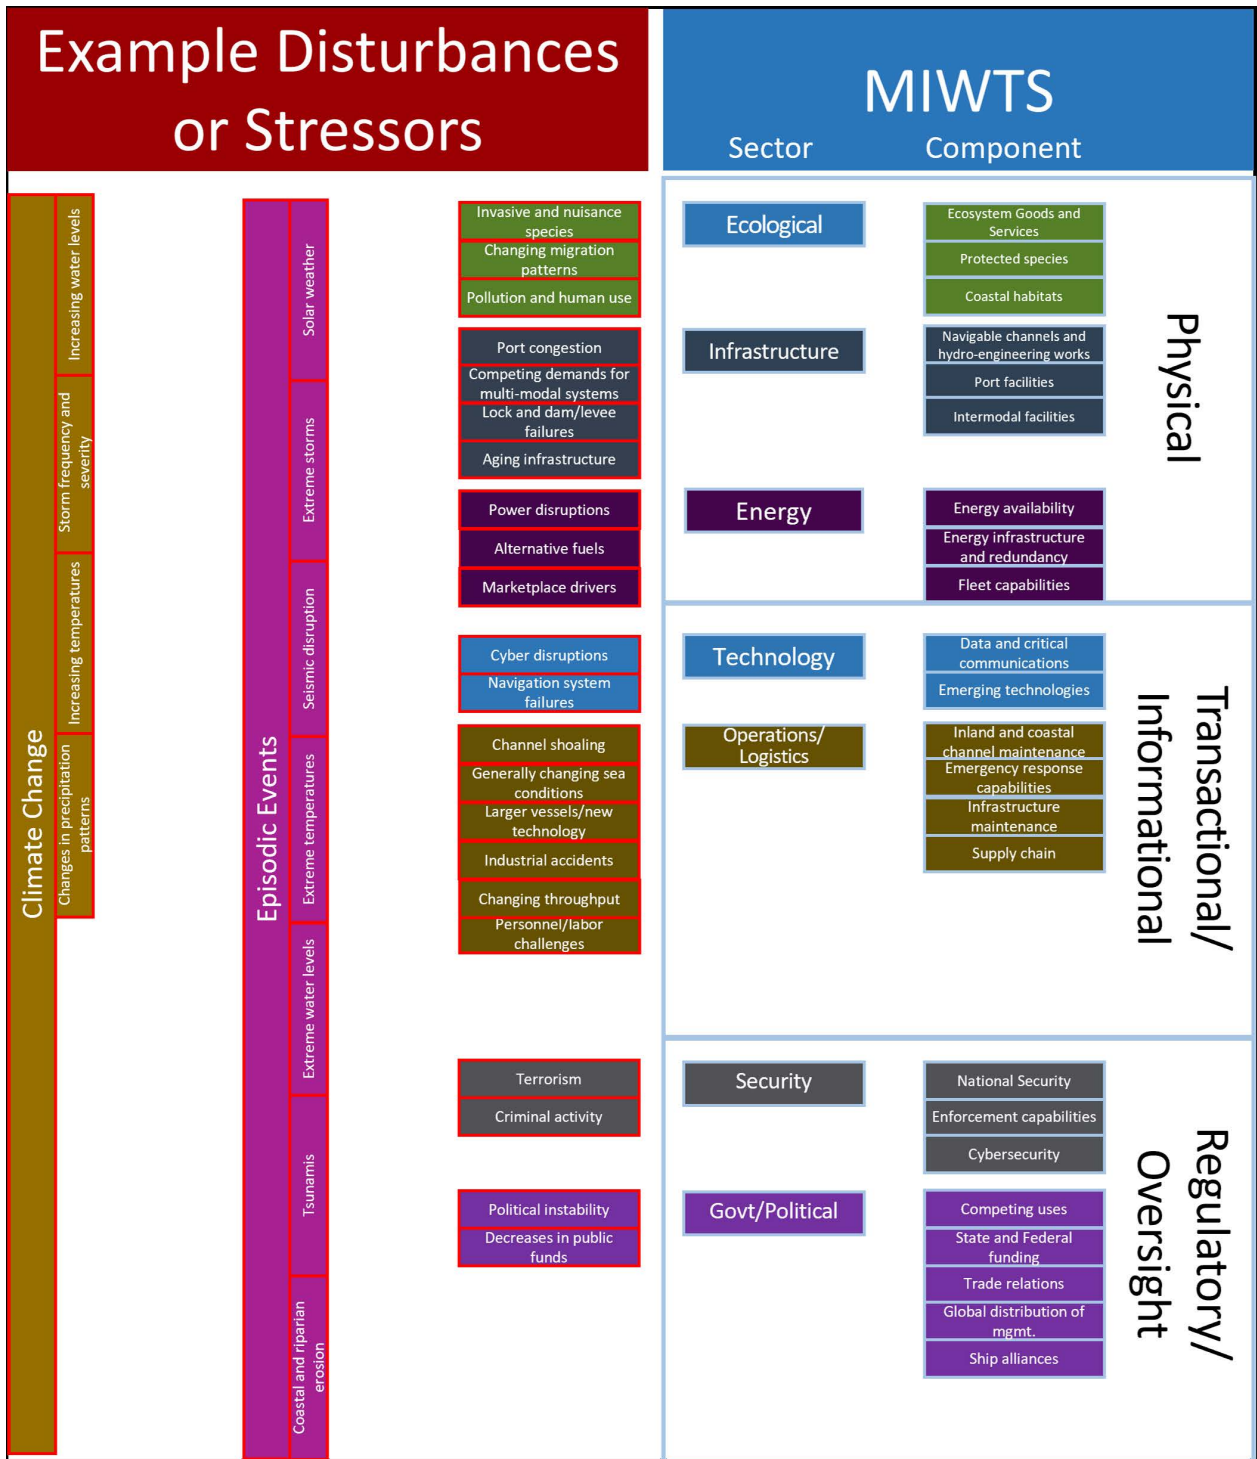 Example Disturbances
or Stressors
MIWTS
Sector
Component
Climate Change
Increasing water levels
Storm frequency and
severity
Increasing temperatures
Changes in precipitation
patterns
Episodic Events
Solar weather
Extreme storms
Seismic disruption
Extreme temperatures
Extreme water levels
Tsunamis
Coastal and riparian
erosion
Invasive and nuisance
species
Changing migration
patterns
Pollution and human use
Port congestion
Competing demands for
multi-modal systems
Lock and dam/levee
failures
Aging infrastructure
Power disruptions
Alternative fuels
Marketplace drivers
Cyber disruptions
Navigation system
failures
Channel shoaling
Generally changing sea
conditions
Larger vessels/new
technology
Industrial accidents
Changing throughput
Personnel/labor
challenges
Terrorism
Criminal activity
Political instability
Decreases in public
funds
Physical
Ecological
Ecosystem Goods and
Services
Protected species
Coastal habitats
Infrastructure
Navigable channels and
hydro-engineering works
Port facilities
Intermodal facilities
Energy
Energy availability
Energy infrastructure
and redundancy
Fleet capabilities
Transactional/
Informational
Technology
Data and critical
communications
Emerging technologies
Operations/
Logistics
Inland and coastal
channel maintenance
Emergency response
capabilities
Infrastructure
maintenance
Supply chain
Regulatory/
Oversight
Security
National Security
Enforcement capabilities
Cybersecurity
Govt/Political
Competing uses
State and Federal
funding
Trade relations
Global distribution of
mgmt.
Ship alliances